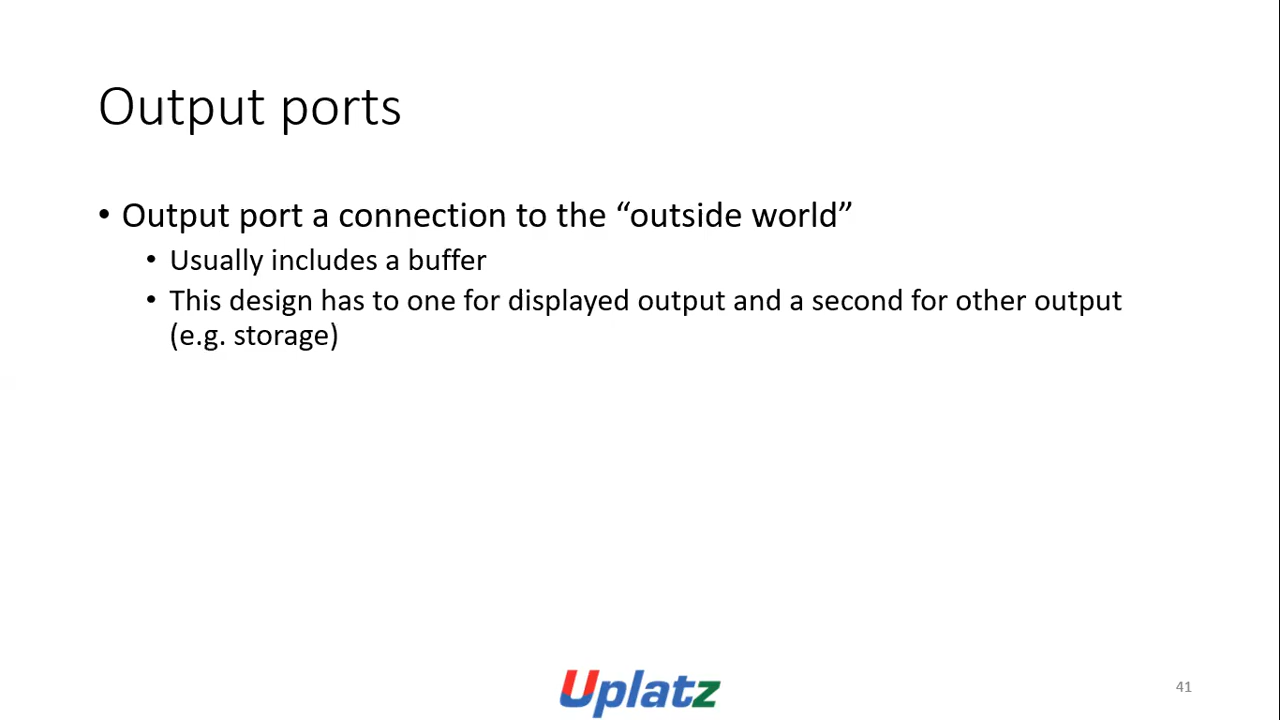 Output ports
• Output port a connection to the “outside world”
• Usually includes a buffer
• This design has to one for displayed output and a second for other output
(e.g. storage)
Uplatz
41